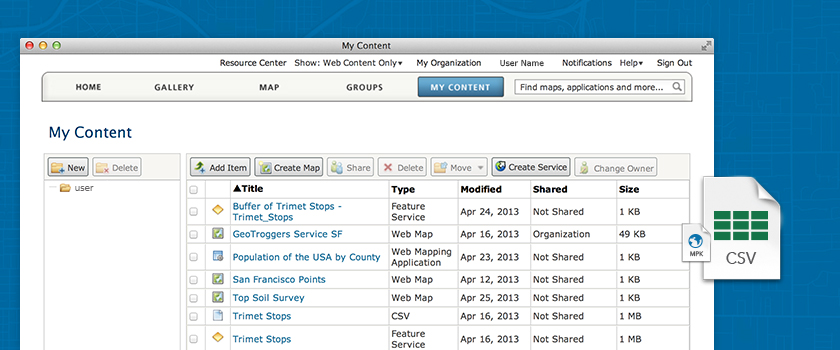 My Content
Resource Center Show: Web Content Only▾ My Organization User Name Notifications Help▾ Sign Out
HOME GALLERY MAP GROUPS MY CONTENT Find maps, applications and more...
My Content
New Delete Add Item Create Map Share Delete Move Create Service Change Owner
user
▲Title Type Modified Shared Size
Buffer of Trimet Stops -
Trimet_Stops Feature
Service Apr 24, 2013 Not Shared 1 KB
GeoTroggers Service SF Web Map Apr 16, 2013 Organization 49 KB
Population of the USA by County Web Mapping
Application Apr 23, 2013 Not Shared 1 KB
San Francisco Points Web Map Apr 12, 2013 Not Shared 1 KB
Top Soil Survey Web Map Apr 25, 2013 Not Shared 1 KB
Trimet Stops CSV Apr 16, 2013 Not Shared 1 MB
Trimet Stops Feature
Service Apr 16, 2013 Not Shared 1 MB
MPK
CSV